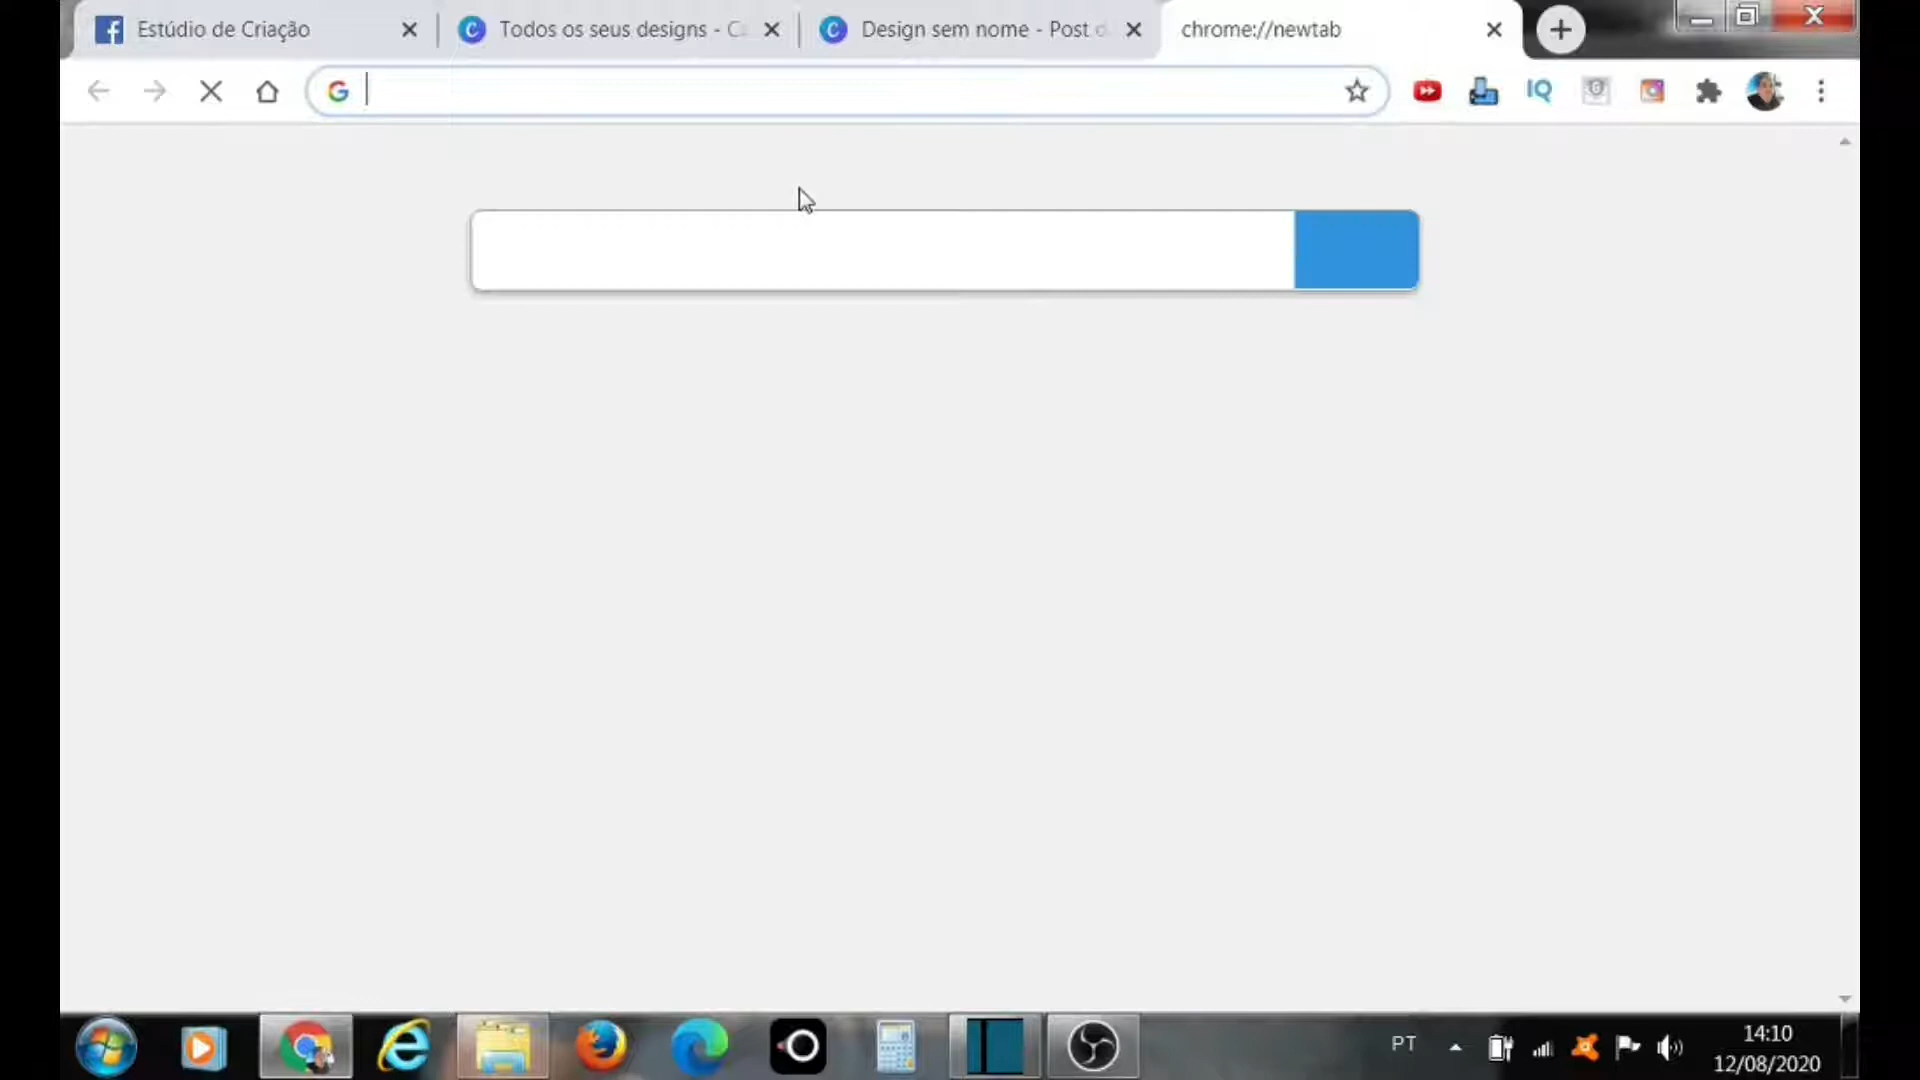 Estúdio de Criação
Todos os seus designs - C
Design sem nome - Post d
chrome://newtab
IQ
PT
14:10
12/08/2020